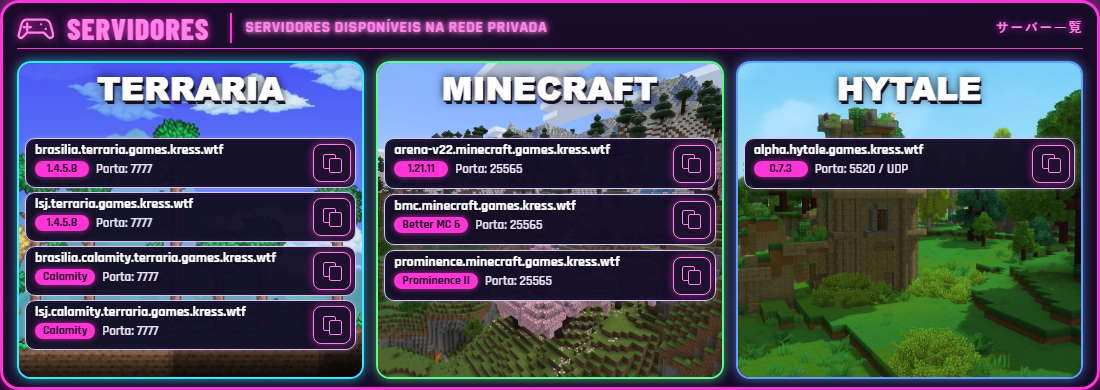 SERVIDORES
SERVIDORES DISPONÍVEIS NA REDE PRIVADA
サーバー一覧
TERRARIA
brasilia.terraria.games.kress.wtf
1.4.5.8 Porta: 7777
lsj.terraria.games.kress.wtf
1.4.5.8 Porta: 7777
brasilia.calamity.terraria.games.kress.wtf
Calamity Porta: 7777
lsj.calamity.terraria.games.kress.wtf
Calamity Porta: 7777
MINECRAFT
arena-v22.minecraft.games.kress.wtf
1.21.11 Porta: 25565
bmc.minecraft.games.kress.wtf
Better MC 6 Porta: 25565
prominence.minecraft.games.kress.wtf
Prominence II Porta: 25565
HYTALE
alpha.hytale.games.kress.wtf
0.7.3 Porta: 5520 / UDP